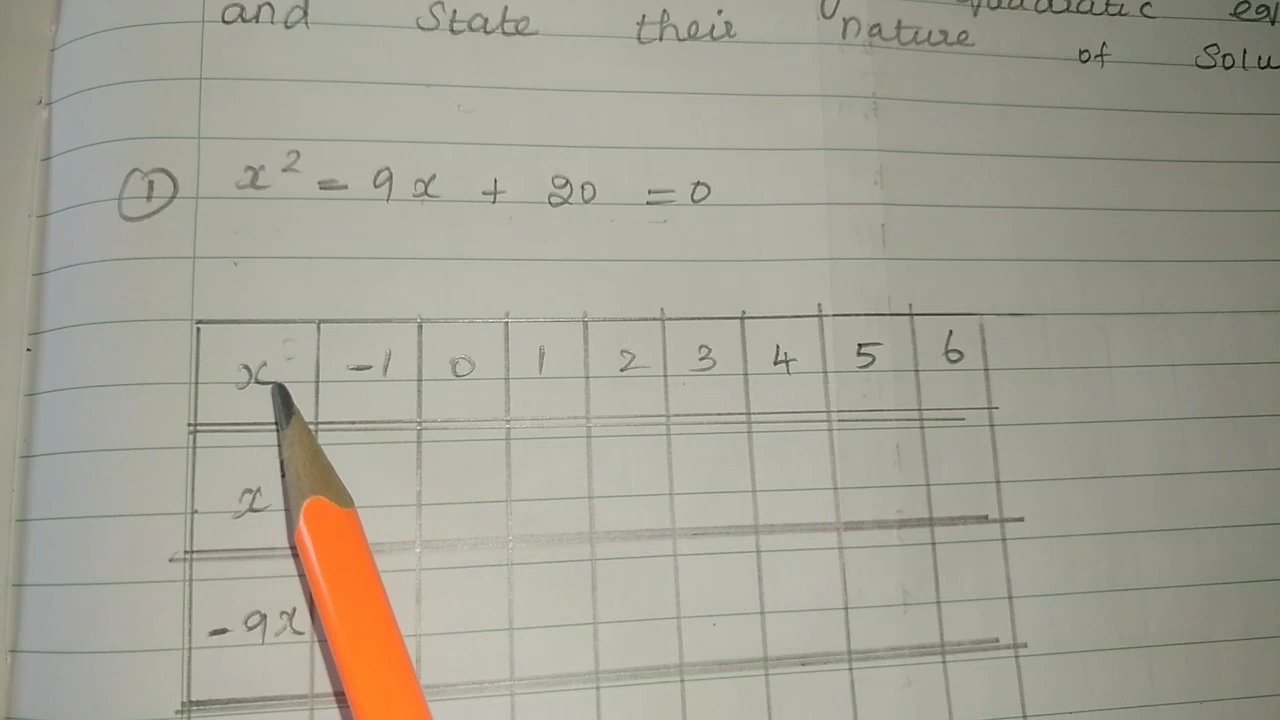 and State their nature of
① x² - 9x + 20 = 0
x -1 0 1 2 3 4 5 6
x
-9x